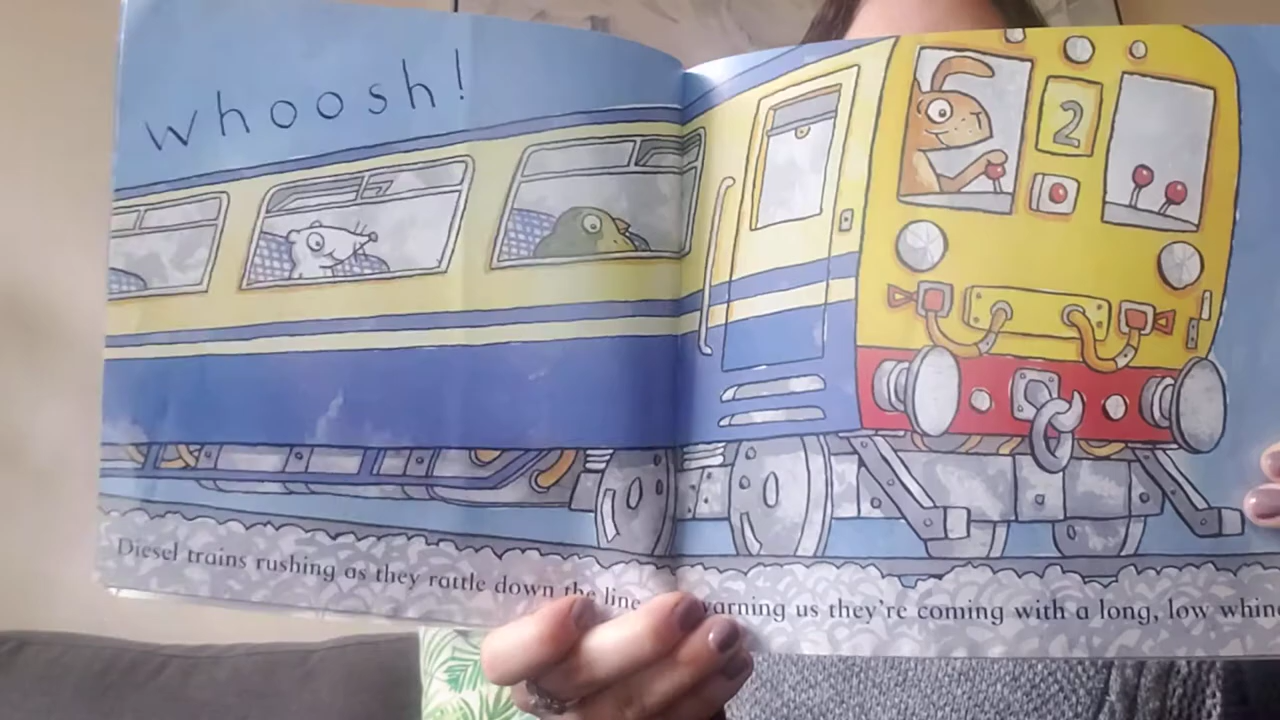 whoosh!
2
Diesel trains rushing as they rattle down the line
warning us they're coming with a long, low whin